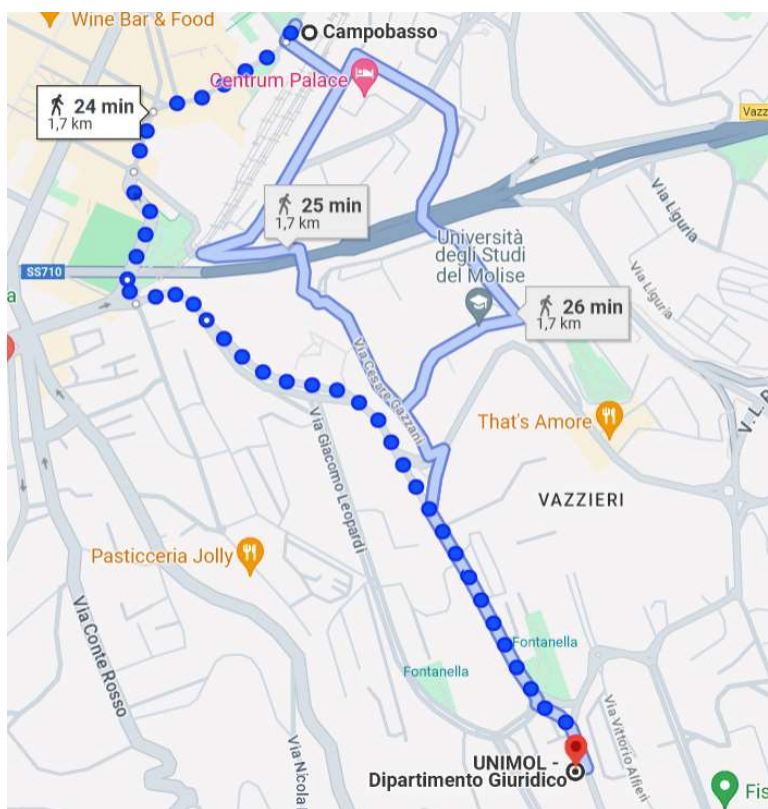 Wine Bar & Food
Campobasso
Centrum Palace
24 min
1,7 km
Vazz
Via Liguria
25 min
1,7 km
Università
degli Studi
del Molise
SS710
Via Liguria
a
26 min
1,7 km
Via Cesare Gazzani
That's Amore
V. L. P
Via Giacomo Leopardi
VAZZIERI
Pasticceria Jolly
Via Conte Rosso
Fontanella
Fontanella
Via Vittorio Alfieri
Via Nicola
UNIMOL -
Dipartimento Giuridico
Fis